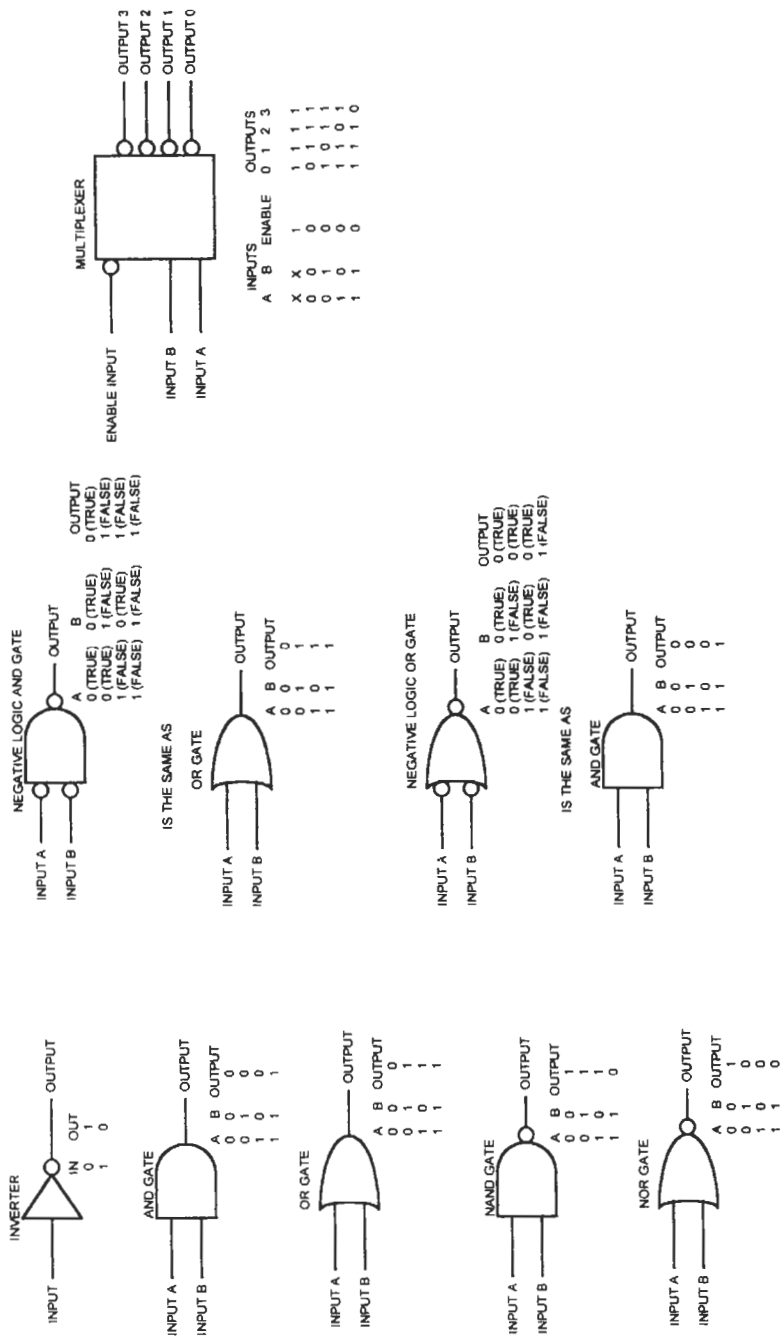 INVERTER
INPUT
OUTPUT
IN OUT
0 1
1 0
AND GATE
INPUT A
INPUT B
OUTPUT
A B OUTPUT
0 0 0
0 1 0
1 0 0
1 1 1
OR GATE
INPUT A
INPUT B
OUTPUT
A B OUTPUT
0 0 0
0 1 1
1 0 1
1 1 1
NAND GATE
INPUT A
INPUT B
OUTPUT
A B OUTPUT
0 0 1
0 1 1
1 0 1
1 1 0
NOR GATE
INPUT A
INPUT B
OUTPUT
A B OUTPUT
0 0 1
0 1 0
1 0 0
1 1 0
NEGATIVE LOGIC AND GATE
INPUT A
INPUT B
OUTPUT
A B OUTPUT
0 (TRUE) 0 (TRUE) 0 (TRUE)
0 (TRUE) 1 (FALSE) 1 (FALSE)
1 (FALSE) 0 (TRUE) 1 (FALSE)
1 (FALSE) 1 (FALSE) 1 (FALSE)
IS THE SAME AS
OR GATE
INPUT A
INPUT B
OUTPUT
A B OUTPUT
0 0 0
0 1 1
1 0 1
1 1 1
NEGATIVE LOGIC OR GATE
INPUT A
INPUT B
OUTPUT
A B OUTPUT
0 (TRUE) 0 (TRUE) 0 (TRUE)
0 (TRUE) 1 (FALSE) 0 (TRUE)
1 (FALSE) 0 (TRUE) 0 (TRUE)
1 (FALSE) 1 (FALSE) 1 (FALSE)
IS THE SAME AS
AND GATE
INPUT A
INPUT B
OUTPUT
A B OUTPUT
0 0 0
0 1 0
1 0 0
1 1 1
MULTIPLEXER
ENABLE INPUT
INPUT B
INPUT A
OUTPUT 3
OUTPUT 2
OUTPUT 1
OUTPUT 0
INPUTS OUTPUTS
A B ENABLE 0 1 2 3
X X 1 1 1 1 1
0 0 0 0 1 1 1
0 1 0 1 0 1 1
1 0 0 1 1 0 1
1 1 0 1 1 1 0